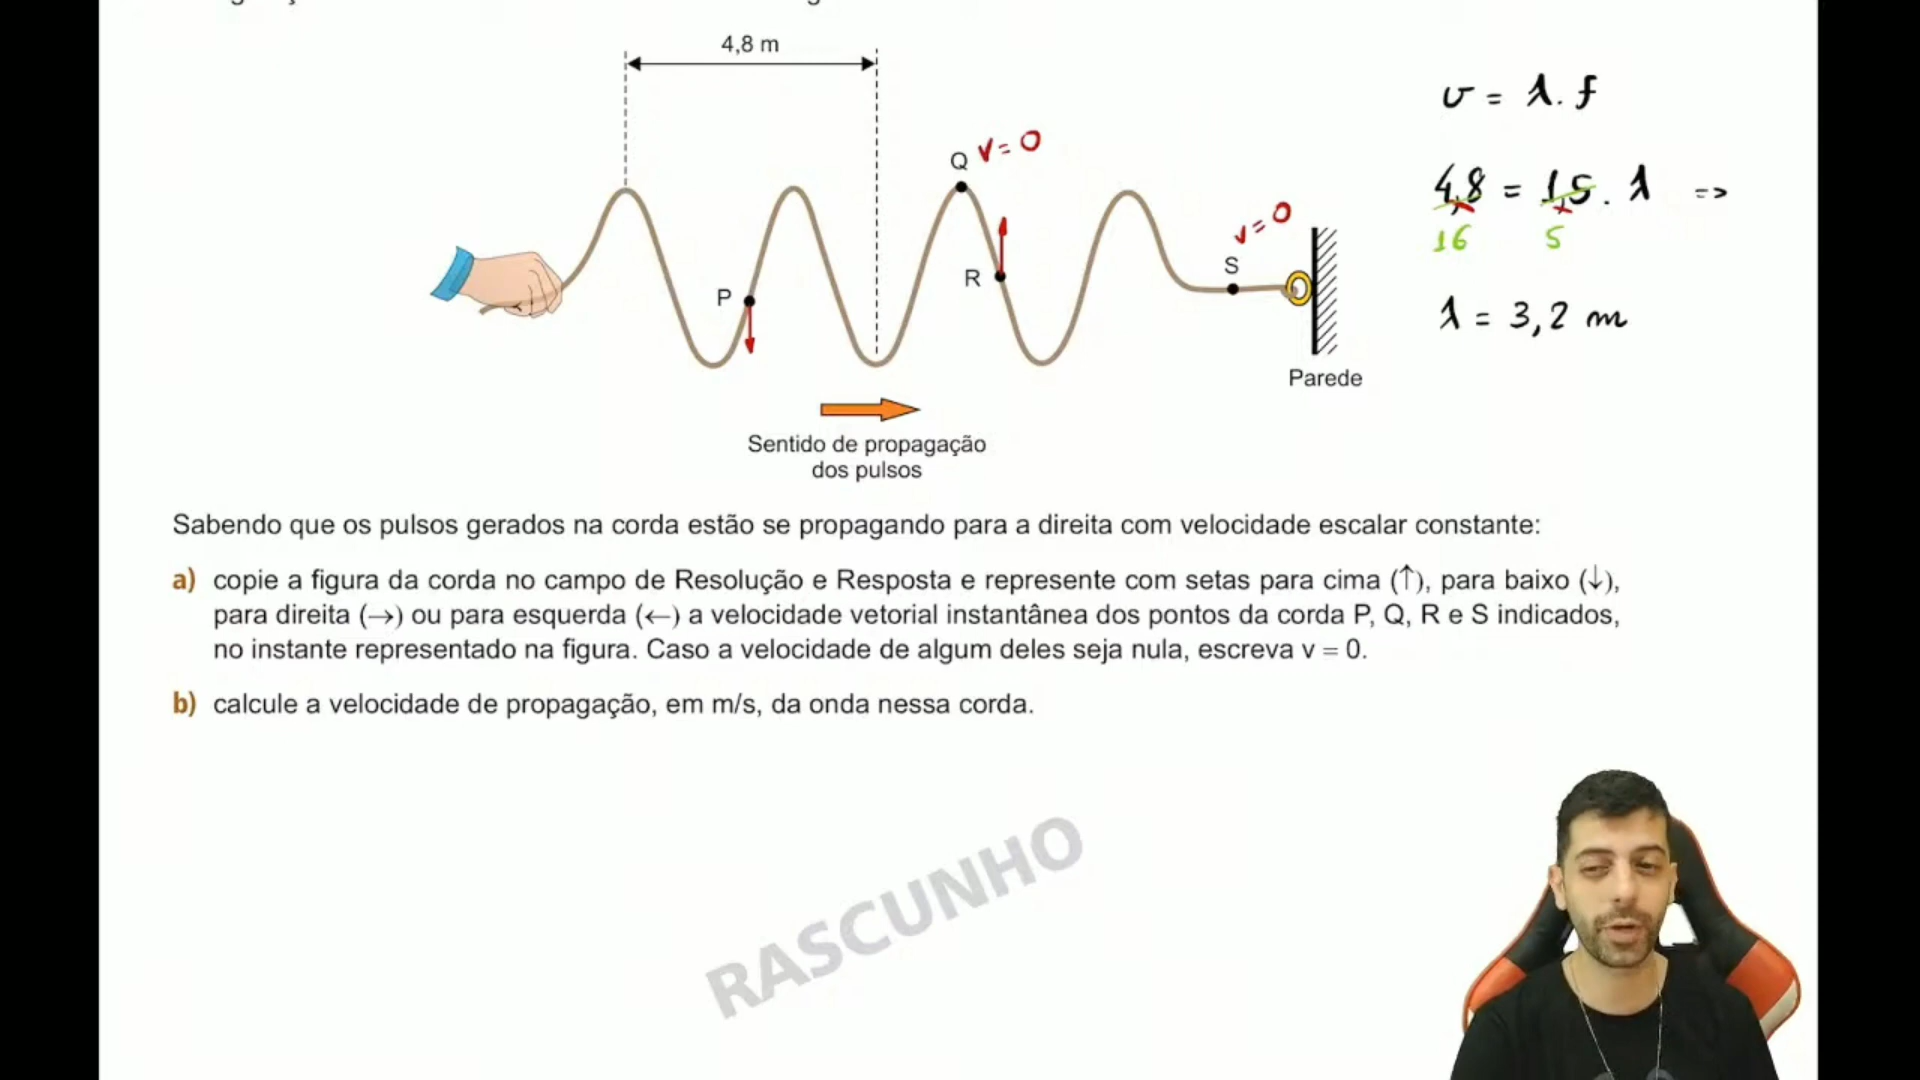 4,8 m
v = λ. f
Q v = 0
4,8 = 1,5. λ =>
16 5
v = 0
S
R
P
λ = 3,2 m
Parede
Sentido de propagação
dos pulsos
Sabendo que os pulsos gerados na corda estão se propagando para a direita com velocidade escalar constante:
a) copie a figura da corda no campo de Resolução e Resposta e represente com setas para cima (↑), para baixo (↓),
para direita (→) ou para esquerda (←) a velocidade vetorial instantânea dos pontos da corda P, Q, R e S indicados,
no instante representado na figura. Caso a velocidade de algum deles seja nula, escreva v = 0.
b) calcule a velocidade de propagação, em m/s, da onda nessa corda.
RASCUNHO